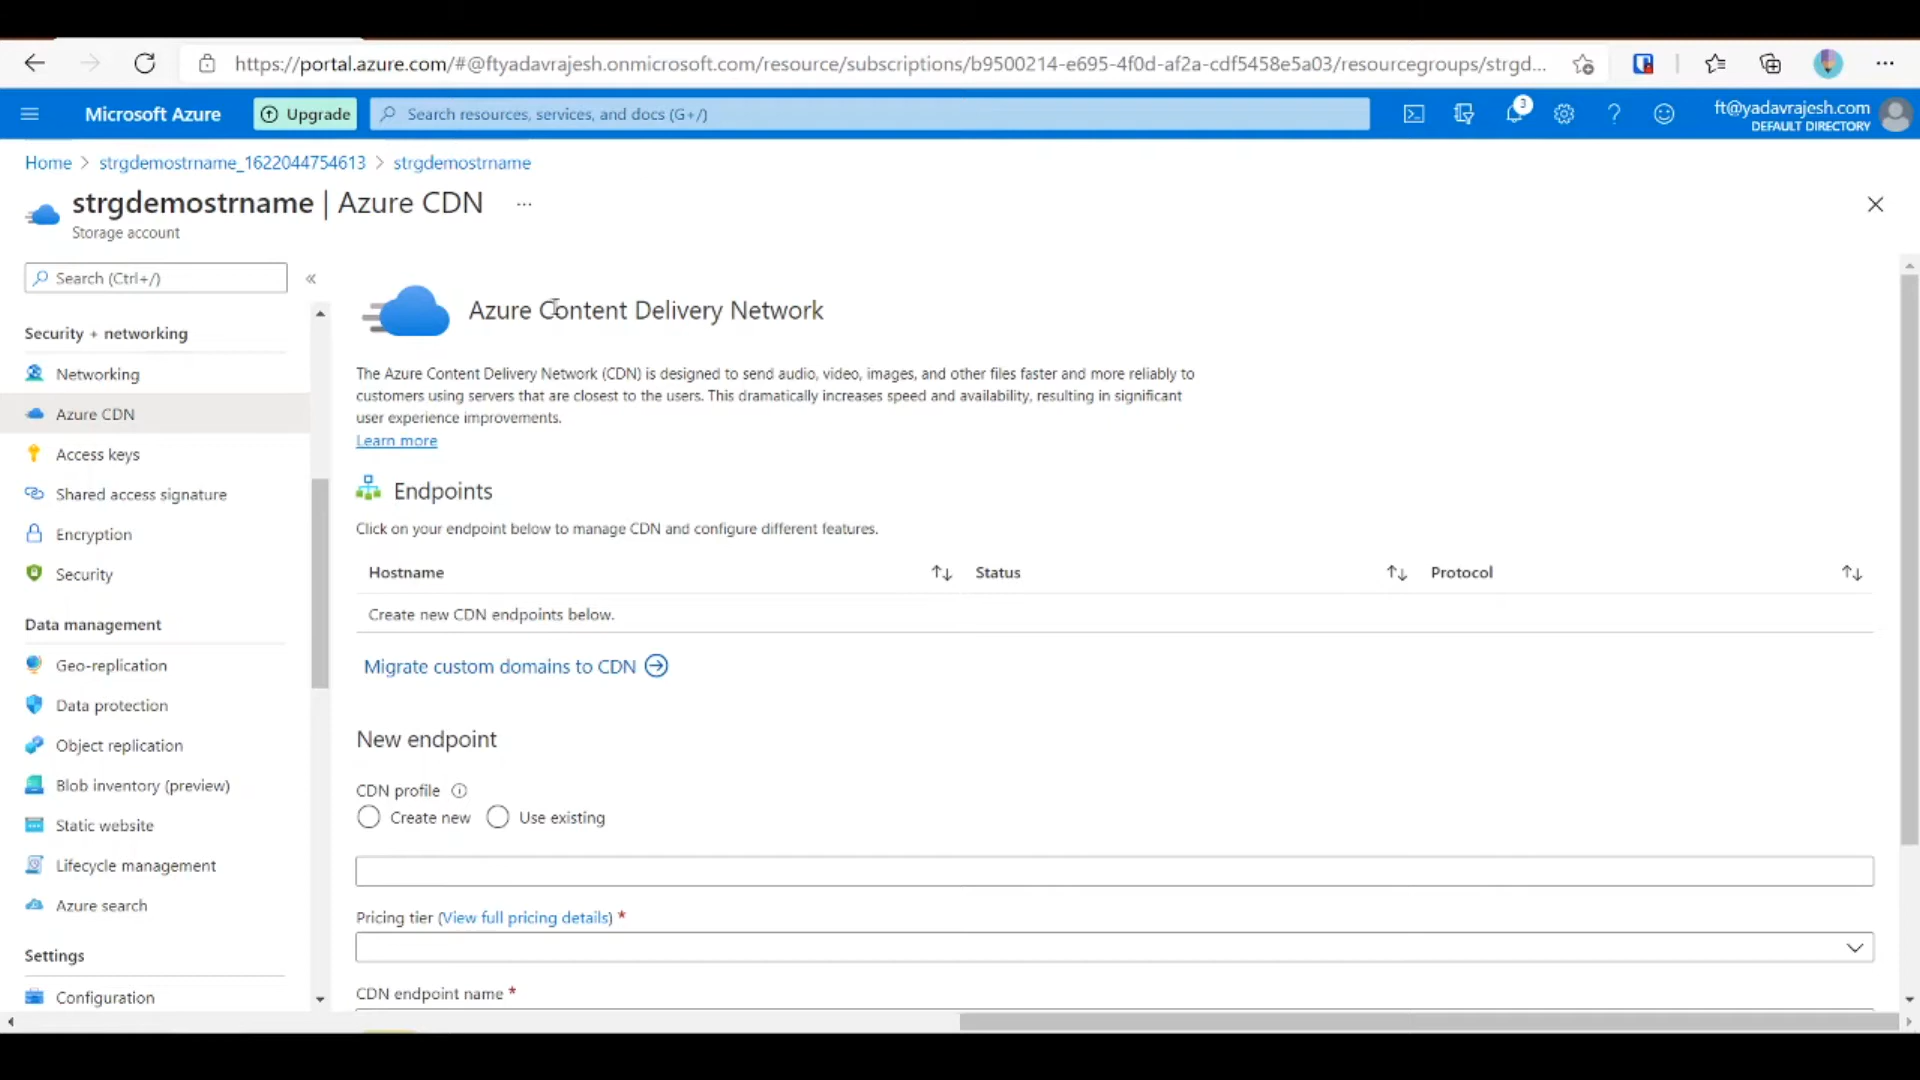 https://portal.azure.com/#@ftyadavrajesh.onmicrosoft.com/resource/subscriptions/b9500214-e695-4f0d-af2a-cdf5458e5a03/resourcegroups/strgd...
Microsoft Azure
Upgrade
Search resources, services, and docs (G+/)
3
ft@yadavrajesh.com
DEFAULT DIRECTORY
Home > strgdemostrname_1622044754613 > strgdemostrname
strgdemostrname | Azure CDN ...
Storage account
Search (Ctrl+/)
Security + networking
Networking
Azure CDN
Access keys
Shared access signature
Encryption
Security
Data management
Geo-replication
Data protection
Object replication
Blob inventory (preview)
Static website
Lifecycle management
Azure search
Settings
Configuration
Azure Content Delivery Network
The Azure Content Delivery Network (CDN) is designed to send audio, video, images, and other files faster and more reliably to
customers using servers that are closest to the users. This dramatically increases speed and availability, resulting in significant
user experience improvements.
Learn more
Endpoints
Click on your endpoint below to manage CDN and configure different features.
Hostname Status Protocol
Create new CDN endpoints below.
Migrate custom domains to CDN
New endpoint
CDN profile
Create new Use existing
Pricing tier (View full pricing details) *
CDN endpoint name *